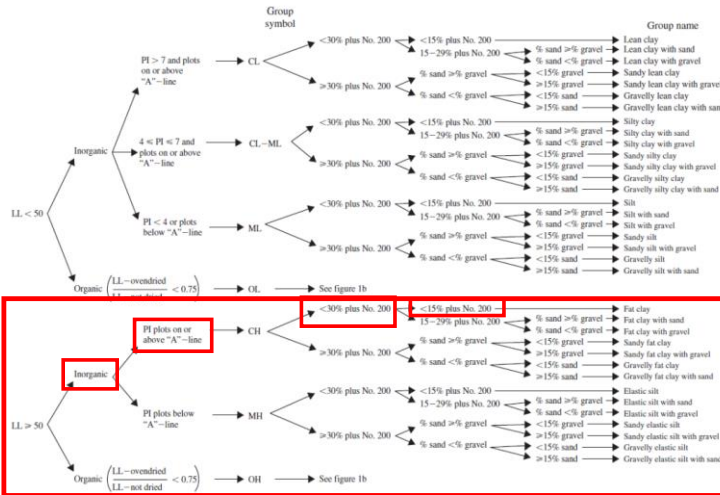 Group
symbol
Group name
<30% plus No. 200
<15% plus No. 200
Lean clay
15–29% plus No. 200
% sand ⩾% gravel
Lean clay with sand
% sand <% gravel
Lean clay with gravel
PI > 7 and plots
on or above
"A"–line
CL
⩾30% plus No. 200
% sand ⩾% gravel
<15% gravel
Sandy lean clay
⩾15% gravel
Sandy lean clay with gravel
% sand <% gravel
<15% sand
Gravelly lean clay
⩾15% sand
Gravelly lean clay with sand
<30% plus No. 200
<15% plus No. 200
Silty clay
15–29% plus No. 200
% sand ⩾% gravel
Silty clay with sand
% sand <% gravel
Silty clay with gravel
Inorganic
4 ⩽ PI ⩽ 7 and
plots on or above
"A"–line
CL–ML
⩾30% plus No. 200
% sand ⩾% gravel
<15% gravel
Sandy silty clay
⩾15% gravel
Sandy silty clay with gravel
% sand <% gravel
<15% sand
Gravelly silty clay
⩾15% sand
Gravelly silty clay with sand
LL < 50
<30% plus No. 200
<15% plus No. 200
Silt
15–29% plus No. 200
% sand ⩾% gravel
Silt with sand
% sand <% gravel
Silt with gravel
PI < 4 or plots
below "A"–line
ML
⩾30% plus No. 200
% sand ⩾% gravel
<15% gravel
Sandy silt
⩾15% gravel
Sandy silt with gravel
% sand <% gravel
<15% sand
Gravelly silt
⩾15% sand
Gravelly silt with sand
Organic
LL–ovendried
LL–not dried
< 0.75
OL
See figure 1b
<30% plus No. 200
<15% plus No. 200
Fat clay
15–29% plus No. 200
% sand ⩾% gravel
Fat clay with sand
% sand <% gravel
Fat clay with gravel
PI plots on or
above "A"–line
CH
⩾30% plus No. 200
% sand ⩾% gravel
<15% gravel
Sandy fat clay
⩾15% gravel
Sandy fat clay with gravel
% sand <% gravel
<15% sand
Gravelly fat clay
⩾15% sand
Gravelly fat clay with sand
Inorganic
<30% plus No. 200
<15% plus No. 200
Elastic silt
15–29% plus No. 200
% sand ⩾% gravel
Elastic silt with sand
% sand <% gravel
Elastic silt with gravel
PI plots below
"A"–line
MH
⩾30% plus No. 200
% sand ⩾% gravel
<15% gravel
Sandy elastic silt
⩾15% gravel
Sandy elastic silt with gravel
% sand <% gravel
<15% sand
Gravelly elastic silt
⩾15% sand
Gravelly elastic silt with sand
LL ⩾ 50
Organic
LL–ovendried
LL–not dried
<0.75
OH
See figure 1b